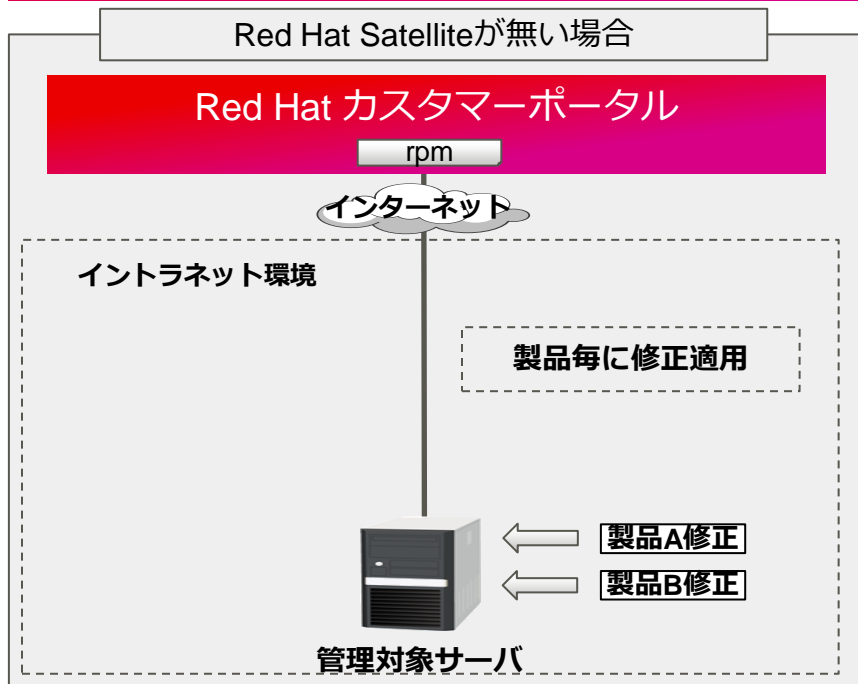 Red Hat Satelliteが無い場合
Red Hat カスタマーポータル
rpm
インターネット
イントラネット環境
製品毎に修正適用
製品A修正
製品B修正
管理対象サーバ